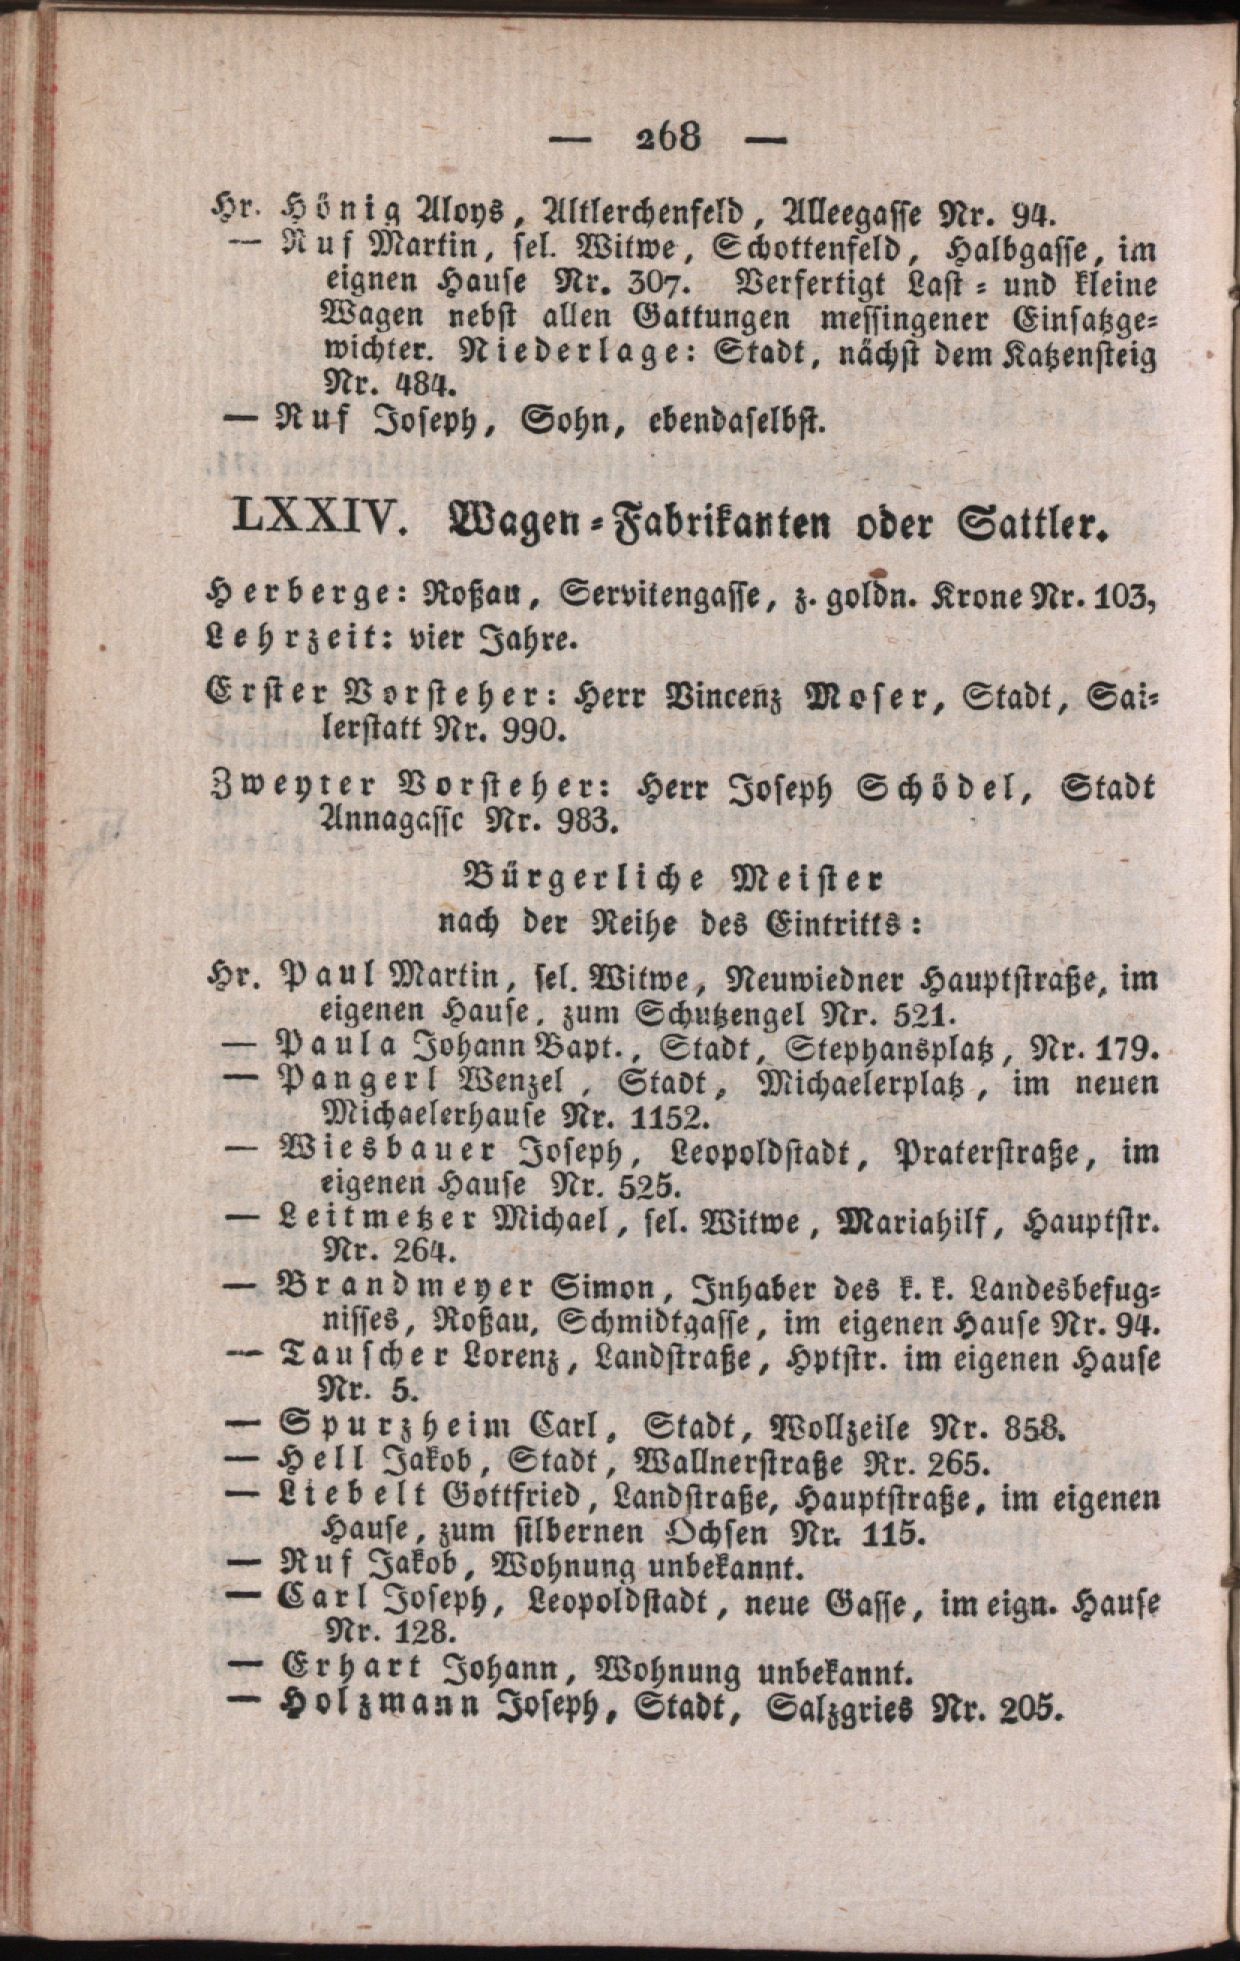 — 268 —
Hr. Hönig Aloys, Altlerchenfeld, Alleegasse Nr. 94.
— Ruf Martin, sel. Witwe, Schottenfeld, Halbgasse, im
eignen Hause Nr. 307. Verfertigt Last- und kleine
Wagen nebst allen Gattungen messingener Einsatzge-
wichter. Niederlage: Stadt, nächst dem Katzensteig
Nr. 484.
— Ruf Joseph, Sohn, ebendaselbst.
LXXIV. Wagen-Fabrikanten oder Sattler.
Herberge: Roßau, Servitengasse, z. goldn. Krone Nr. 103,
Lehrzeit: vier Jahre.
Erster Vorsteher: Herr Vincenz Moser, Stadt, Sai-
lerstatt Nr. 990.
Zweyter Vorsteher: Herr Joseph Schödel, Stadt
Annagasse Nr. 983.
Bürgerliche Meister
nach der Reihe des Eintritts:
Hr. Paul Martin, sel. Witwe, Neuwiedner Hauptstraße, im
eigenen Hause, zum Schutzengel Nr. 521.
— Paula Johann Bapt., Stadt, Stephansplatz, Nr. 179.
— Pangerl Wenzel, Stadt, Michaelerplatz, im neuen
Michaelerhause Nr. 1152.
— Wiesbauer Joseph, Leopoldstadt, Praterstraße, im
eigenen Hause Nr. 525.
— Leitmetzer Michael, sel. Witwe, Mariahilf, Hauptstr.
Nr. 264.
— Brandmeyer Simon, Inhaber des k. k. Landesbefug-
nisses, Roßau, Schmidtgasse, im eigenen Hause Nr. 94.
— Tauscher Lorenz, Landstraße, Hptstr. im eigenen Hause
Nr. 5.
— Spurzheim Carl, Stadt, Wollzeile Nr. 858.
— Hell Jakob, Stadt, Wallnerstraße Nr. 265.
— Liebelt Gottfried, Landstraße, Hauptstraße, im eigenen
Hause, zum silbernen Ochsen Nr. 115.
— Ruf Jakob, Wohnung unbekannt.
— Carl Joseph, Leopoldstadt, neue Gasse, im eign. Hause
Nr. 128.
— Erhart Johann, Wohnung unbekannt.
— Holzmann Joseph, Stadt, Salzgries Nr. 205.